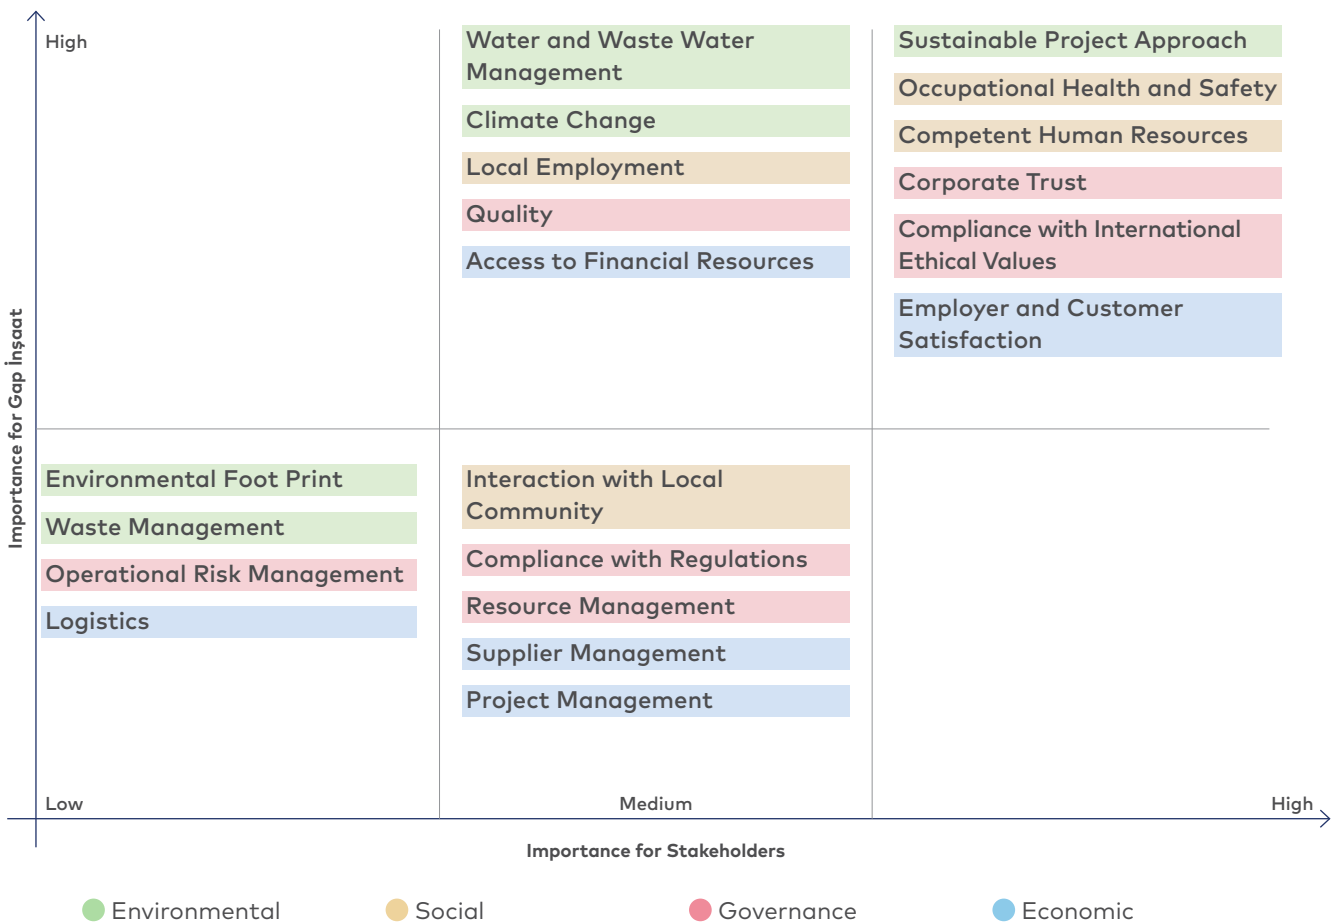 High
Water and Waste Water
Management
Climate Change
Local Employment
Quality
Access to Financial Resources
Sustainable Project Approach
Occupational Health and Safety
Competent Human Resources
Corporate Trust
Compliance with International
Ethical Values
Employer and Customer
Satisfaction
Importance for Gap İnşaat
Environmental Foot Print
Waste Management
Operational Risk Management
Logistics
Interaction with Local
Community
Compliance with Regulations
Resource Management
Supplier Management
Project Management
Low
Medium
High
Importance for Stakeholders
Environmental
Social
Governance
Economic